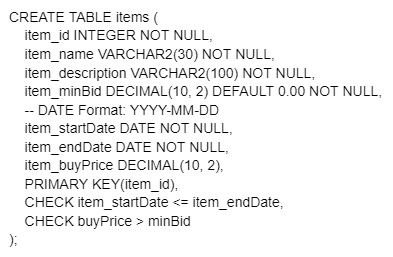 CREATE TABLE items (
item_id INTEGER NOT NULL,
item_name VARCHAR2(30) NOT NULL,
item_description VARCHAR2(100) NOT NULL,
item_minBid DECIMAL(10, 2) DEFAULT 0.00 NOT NULL,
-- DATE Format: YYYY-MM-DD
item_startDate DATE NOT NULL,
item_endDate DATE NOT NULL,
item_buyPrice DECIMAL(10, 2),
PRIMARY KEY(item_id),
CHECK item_startDate <= item_endDate,
CHECK buyPrice > minBid
);